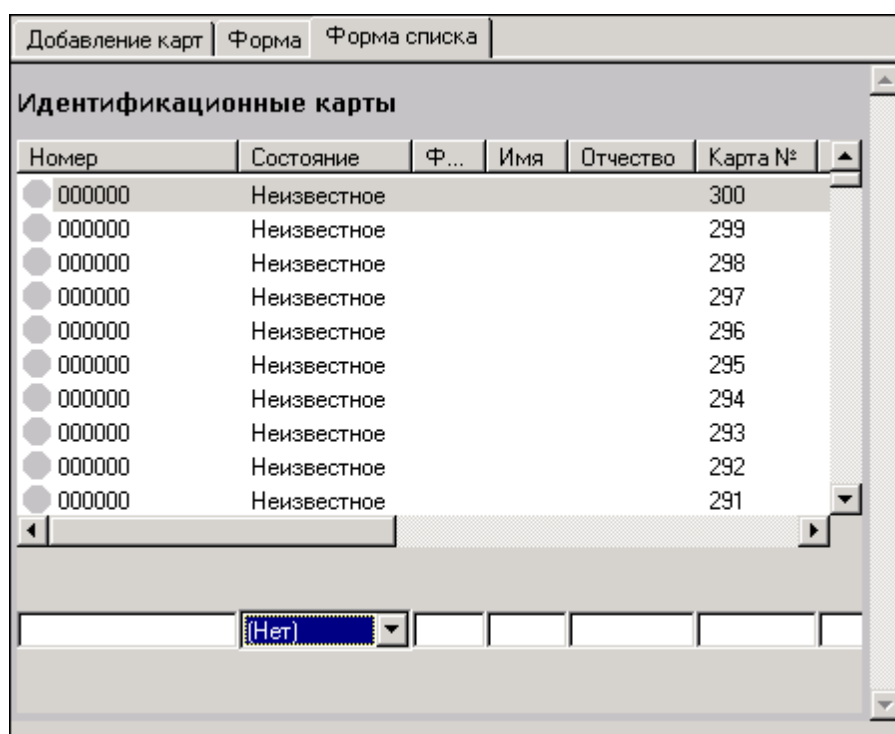 Добавление карт Форма Форма списка
Идентификационные карты
Номер Состояние Ф... Имя Отчество Карта №
000000 Неизвестное 300
000000 Неизвестное 299
000000 Неизвестное 298
000000 Неизвестное 297
000000 Неизвестное 296
000000 Неизвестное 295
000000 Неизвестное 294
000000 Неизвестное 293
000000 Неизвестное 292
000000 Неизвестное 291
(Нет)